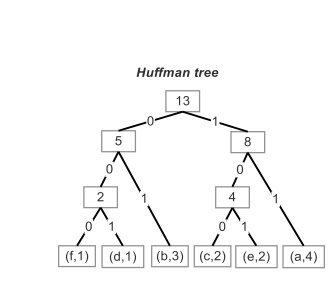 Huffman tree
13
0 1
5 8
0 1 0 1
2 4
0 1 0 1
(f,1) (d,1) (b,3) (c,2) (e,2) (a,4)